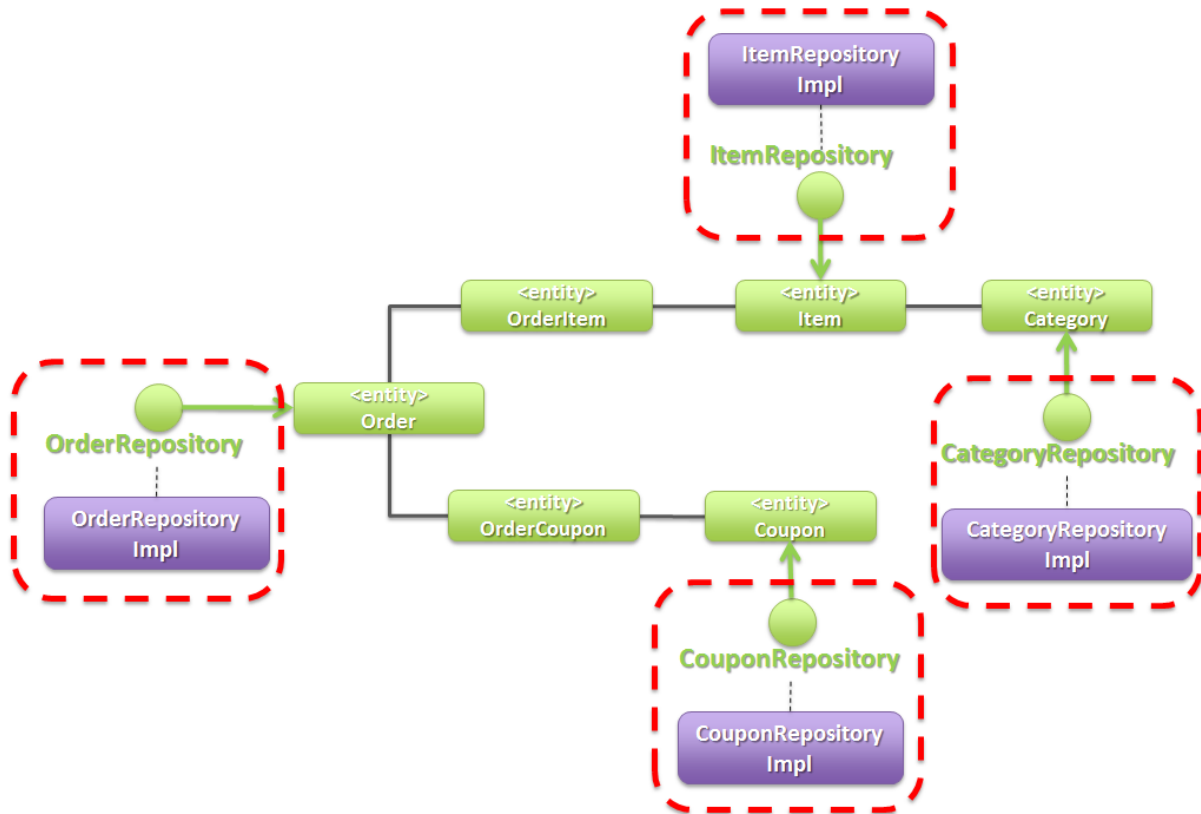 ItemRepository
Impl
ItemRepository
<entity>
OrderItem
<entity>
Item
<entity>
Category
<entity>
Order
OrderRepository
OrderRepository
Impl
CategoryRepository
CategoryRepository
Impl
<entity>
OrderCoupon
<entity>
Coupon
CouponRepository
CouponRepository
Impl